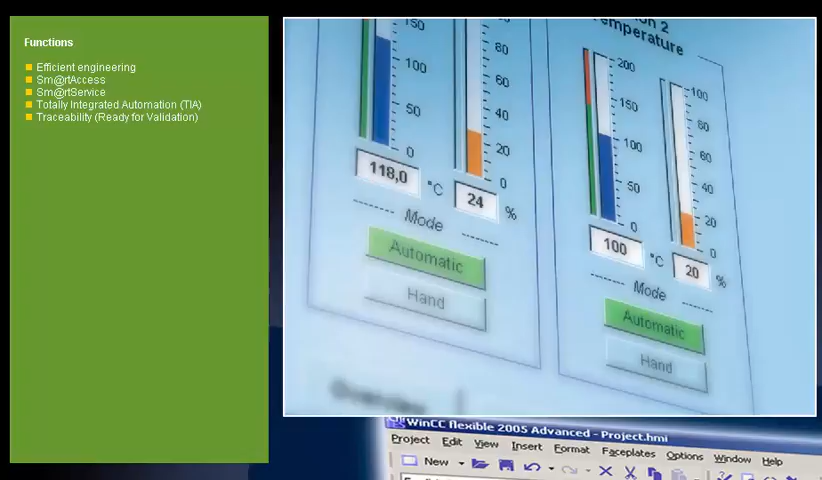 Functions
Efficient engineering
Sm@rtAccess
Sm@rtService
Totally Integrated Automation (TIA)
Traceability (Ready for Validation)
150
100
50
0
80
60
40
20
0
118,0 °C
24 %
Mode
Automatic
Hand
2
Temperature
200
150
100
50
0
100
80
60
40
20
0
100 °C
20 %
Mode
Automatic
Hand
Overview
WinCC flexible 2005 Advanced - Project.hmi
Project Edit View Insert Format Faceplates Options Window Help
New